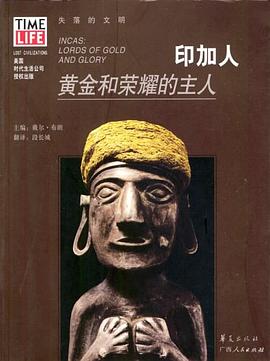 TIME
LIFE
LOST CIVILIZATIONS
美国
时代生活公司
授权出版
失落的文明
INCAS:
LORDS OF GOLD
AND GLORY
印加人
黄金和荣耀的主人
主编：戴尔·布朗
翻译：段长城
华夏出版社
广西人民出版社